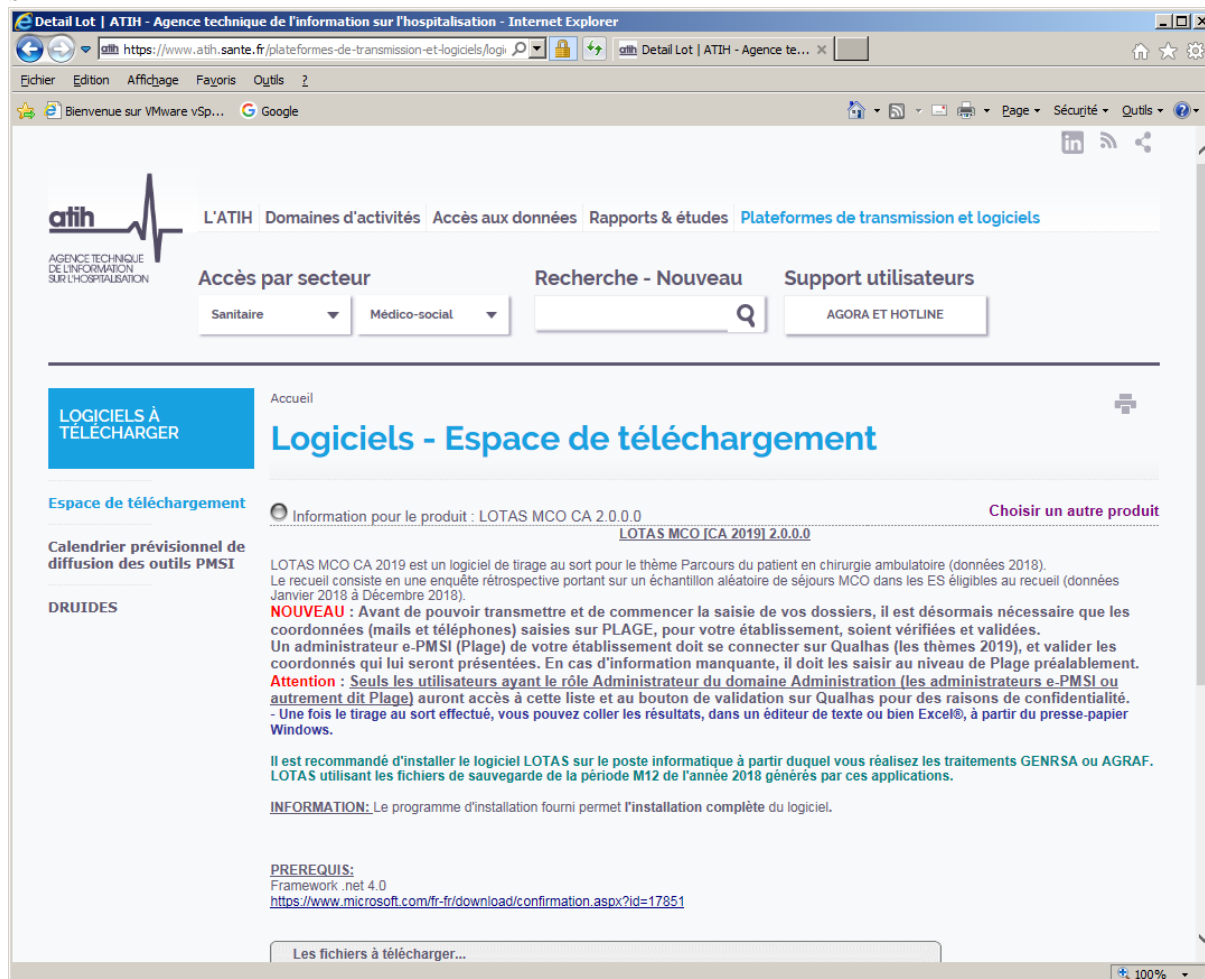 Detail Lot | ATIH - Agence technique de l'information sur l'hospitalisation - Internet Explorer
https://www.atih.sante.fr/plateformes-de-transmission-et-logiciels/logi
Detail Lot | ATIH - Agence te...
Fichier Edition Affichage Favoris Outils ?
Bienvenue sur VMware vSp... Google Page Sécurité Outils
in
atih
AGENCE TECHNIQUE
DE L'INFORMATION
SUR L'HOSPITALISATION
L'ATIH Domaines d'activités Accès aux données Rapports & études Plateformes de transmission et logiciels
Accès par secteur Recherche - Nouveau Support utilisateurs
Sanitaire Médico-social AGORA ET HOTLINE
LOGICIELS À
TÉLÉCHARGER
Espace de téléchargement
Calendrier prévisionnel de
diffusion des outils PMSI
DRUIDES
Accueil
Logiciels - Espace de téléchargement
Information pour le produit : LOTAS MCO CA 2.0.0.0 Choisir un autre produit
LOTAS MCO [CA 2019] 2.0.0.0
LOTAS MCO CA 2019 est un logiciel de tirage au sort pour le thème Parcours du patient en chirurgie ambulatoire (données 2018).
Le recueil consiste en une enquête rétrospective portant sur un échantillon aléatoire de séjours MCO dans les ES éligibles au recueil (données
Janvier 2018 à Décembre 2018).
NOUVEAU : Avant de pouvoir transmettre et de commencer la saisie de vos dossiers, il est désormais nécessaire que les
coordonnées (mails et téléphones) saisies sur PLAGE, pour votre établissement, soient vérifiées et validées.
Un administrateur e-PMSI (Plage) de votre établissement doit se connecter sur Qualhas (les thèmes 2019), et valider les
coordonnés qui lui seront présentées. En cas d'information manquante, il doit les saisir au niveau de Plage préalablement.
Attention : Seuls les utilisateurs ayant le rôle Administrateur du domaine Administration (les administrateurs e-PMSI ou
autrement dit Plage) auront accès à cette liste et au bouton de validation sur Qualhas pour des raisons de confidentialité.
- Une fois le tirage au sort effectué, vous pouvez coller les résultats, dans un éditeur de texte ou bien Excel®, à partir du presse-papier
Windows.
Il est recommandé d'installer le logiciel LOTAS sur le poste informatique à partir duquel vous réalisez les traitements GENRSA ou AGRAF.
LOTAS utilisant les fichiers de sauvegarde de la période M12 de l'année 2018 générés par ces applications.
INFORMATION: Le programme d'installation fourni permet l'installation complète du logiciel.
PREREQUIS:
Framework .net 4.0
https://www.microsoft.com/fr-fr/download/confirmation.aspx?id=17851
Les fichiers à télécharger...
100%